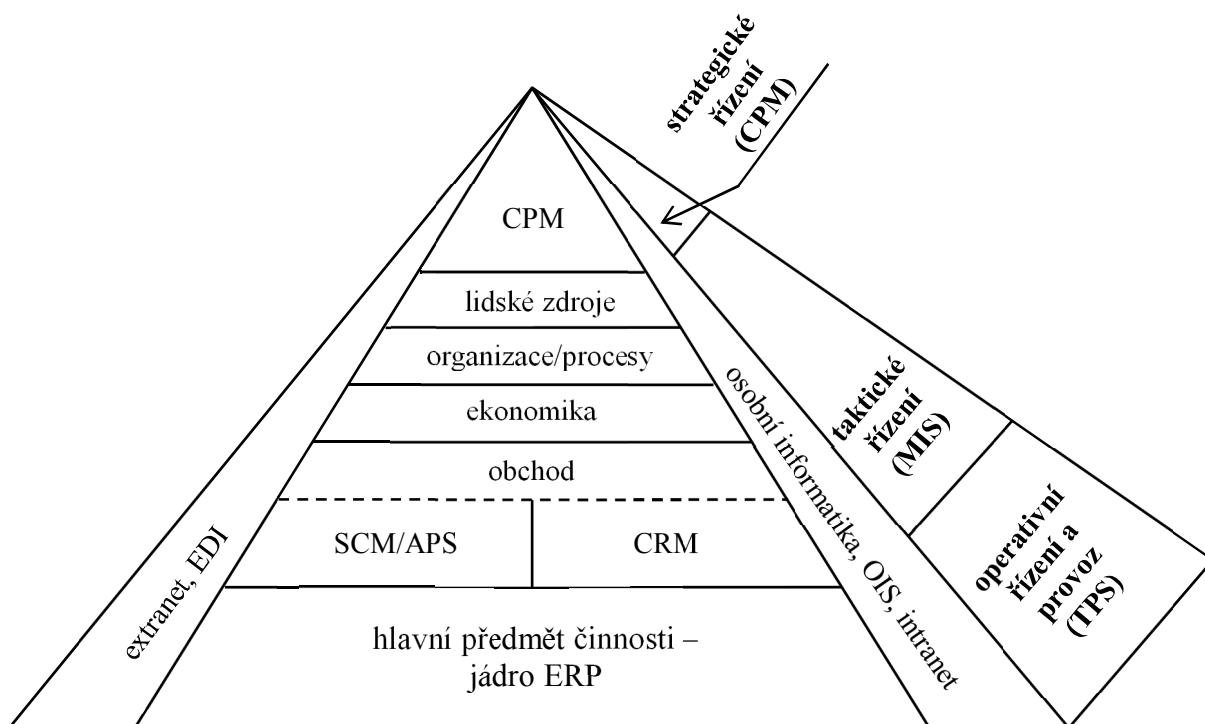 strategické
řízení
(CPM)
CPM
lidské zdroje
organizace/procesy
ekonomika
obchod
SCM/APS
CRM
hlavní předmět činnosti –
jádro ERP
extranet, EDI
osobní informatika, OIS, intranet
taktické
řízení
(MIS)
operativní
řízení a
provoz
(TPS)